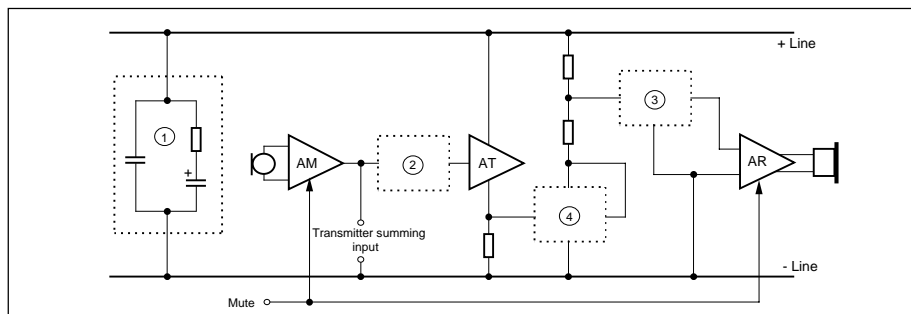 + Line
1
+
AM
2
AT
3
AR
4
Transmitter summing
input
- Line
Mute